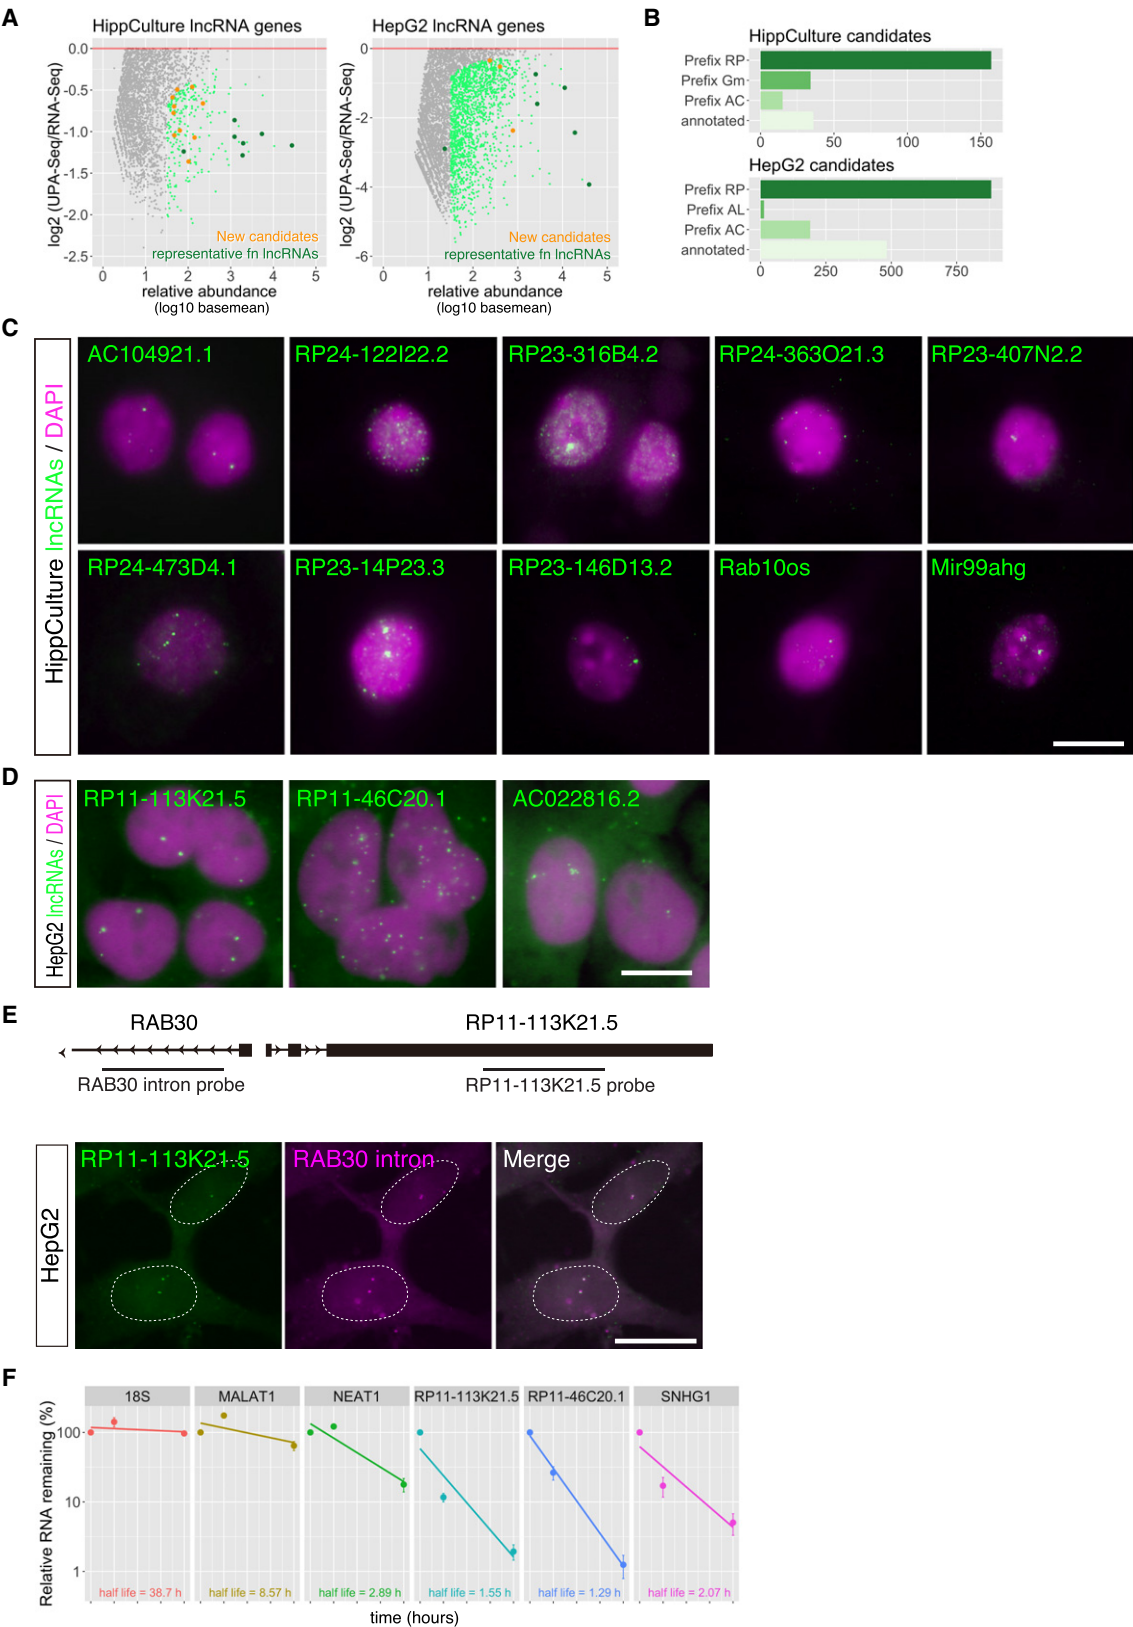 A
HippCulture lncRNA genes
HepG2 lncRNA genes
log2 (UPA-Seq/RNA-Seq)
0.0
-0.5
-1.0
-1.5
-2.0
-2.5
New candidates
representative fn lncRNAs
0 1 2 3 4 5
relative abundance
(log10 basemean)
log2 (UPA-Seq/RNA-Seq)
0
-2
-4
-6
New candidates
representative fn lncRNAs
0 1 2 3 4 5
relative abundance
(log10 basemean)
B
HippCulture candidates
Prefix RP
Prefix Gm
Prefix AC
annotated
0 50 100 150
HepG2 candidates
Prefix RP
Prefix AL
Prefix AC
annotated
0 250 500 750
C
HippCulture lncRNAs / DAPI
AC104921.1
RP24-122I22.2
RP23-316B4.2
RP24-363O21.3
RP23-407N2.2
RP24-473D4.1
RP23-14P23.3
RP23-146D13.2
Rab10os
Mir99ahg
D
HepG2 lncRNAs / DAPI
RP11-113K21.5
RP11-46C20.1
AC022816.2
E
RAB30
RP11-113K21.5
RAB30 intron probe
RP11-113K21.5 probe
HepG2
RP11-113K21.5
RAB30 intron
Merge
F
Relative RNA remaining (%)
100
10
1
18S
MALAT1
NEAT1
RP11-113K21.5
RP11-46C20.1
SNHG1
half life = 38.7 h
half life = 8.57 h
half life = 2.89 h
half life = 1.55 h
half life = 1.29 h
half life = 2.07 h
time (hours)